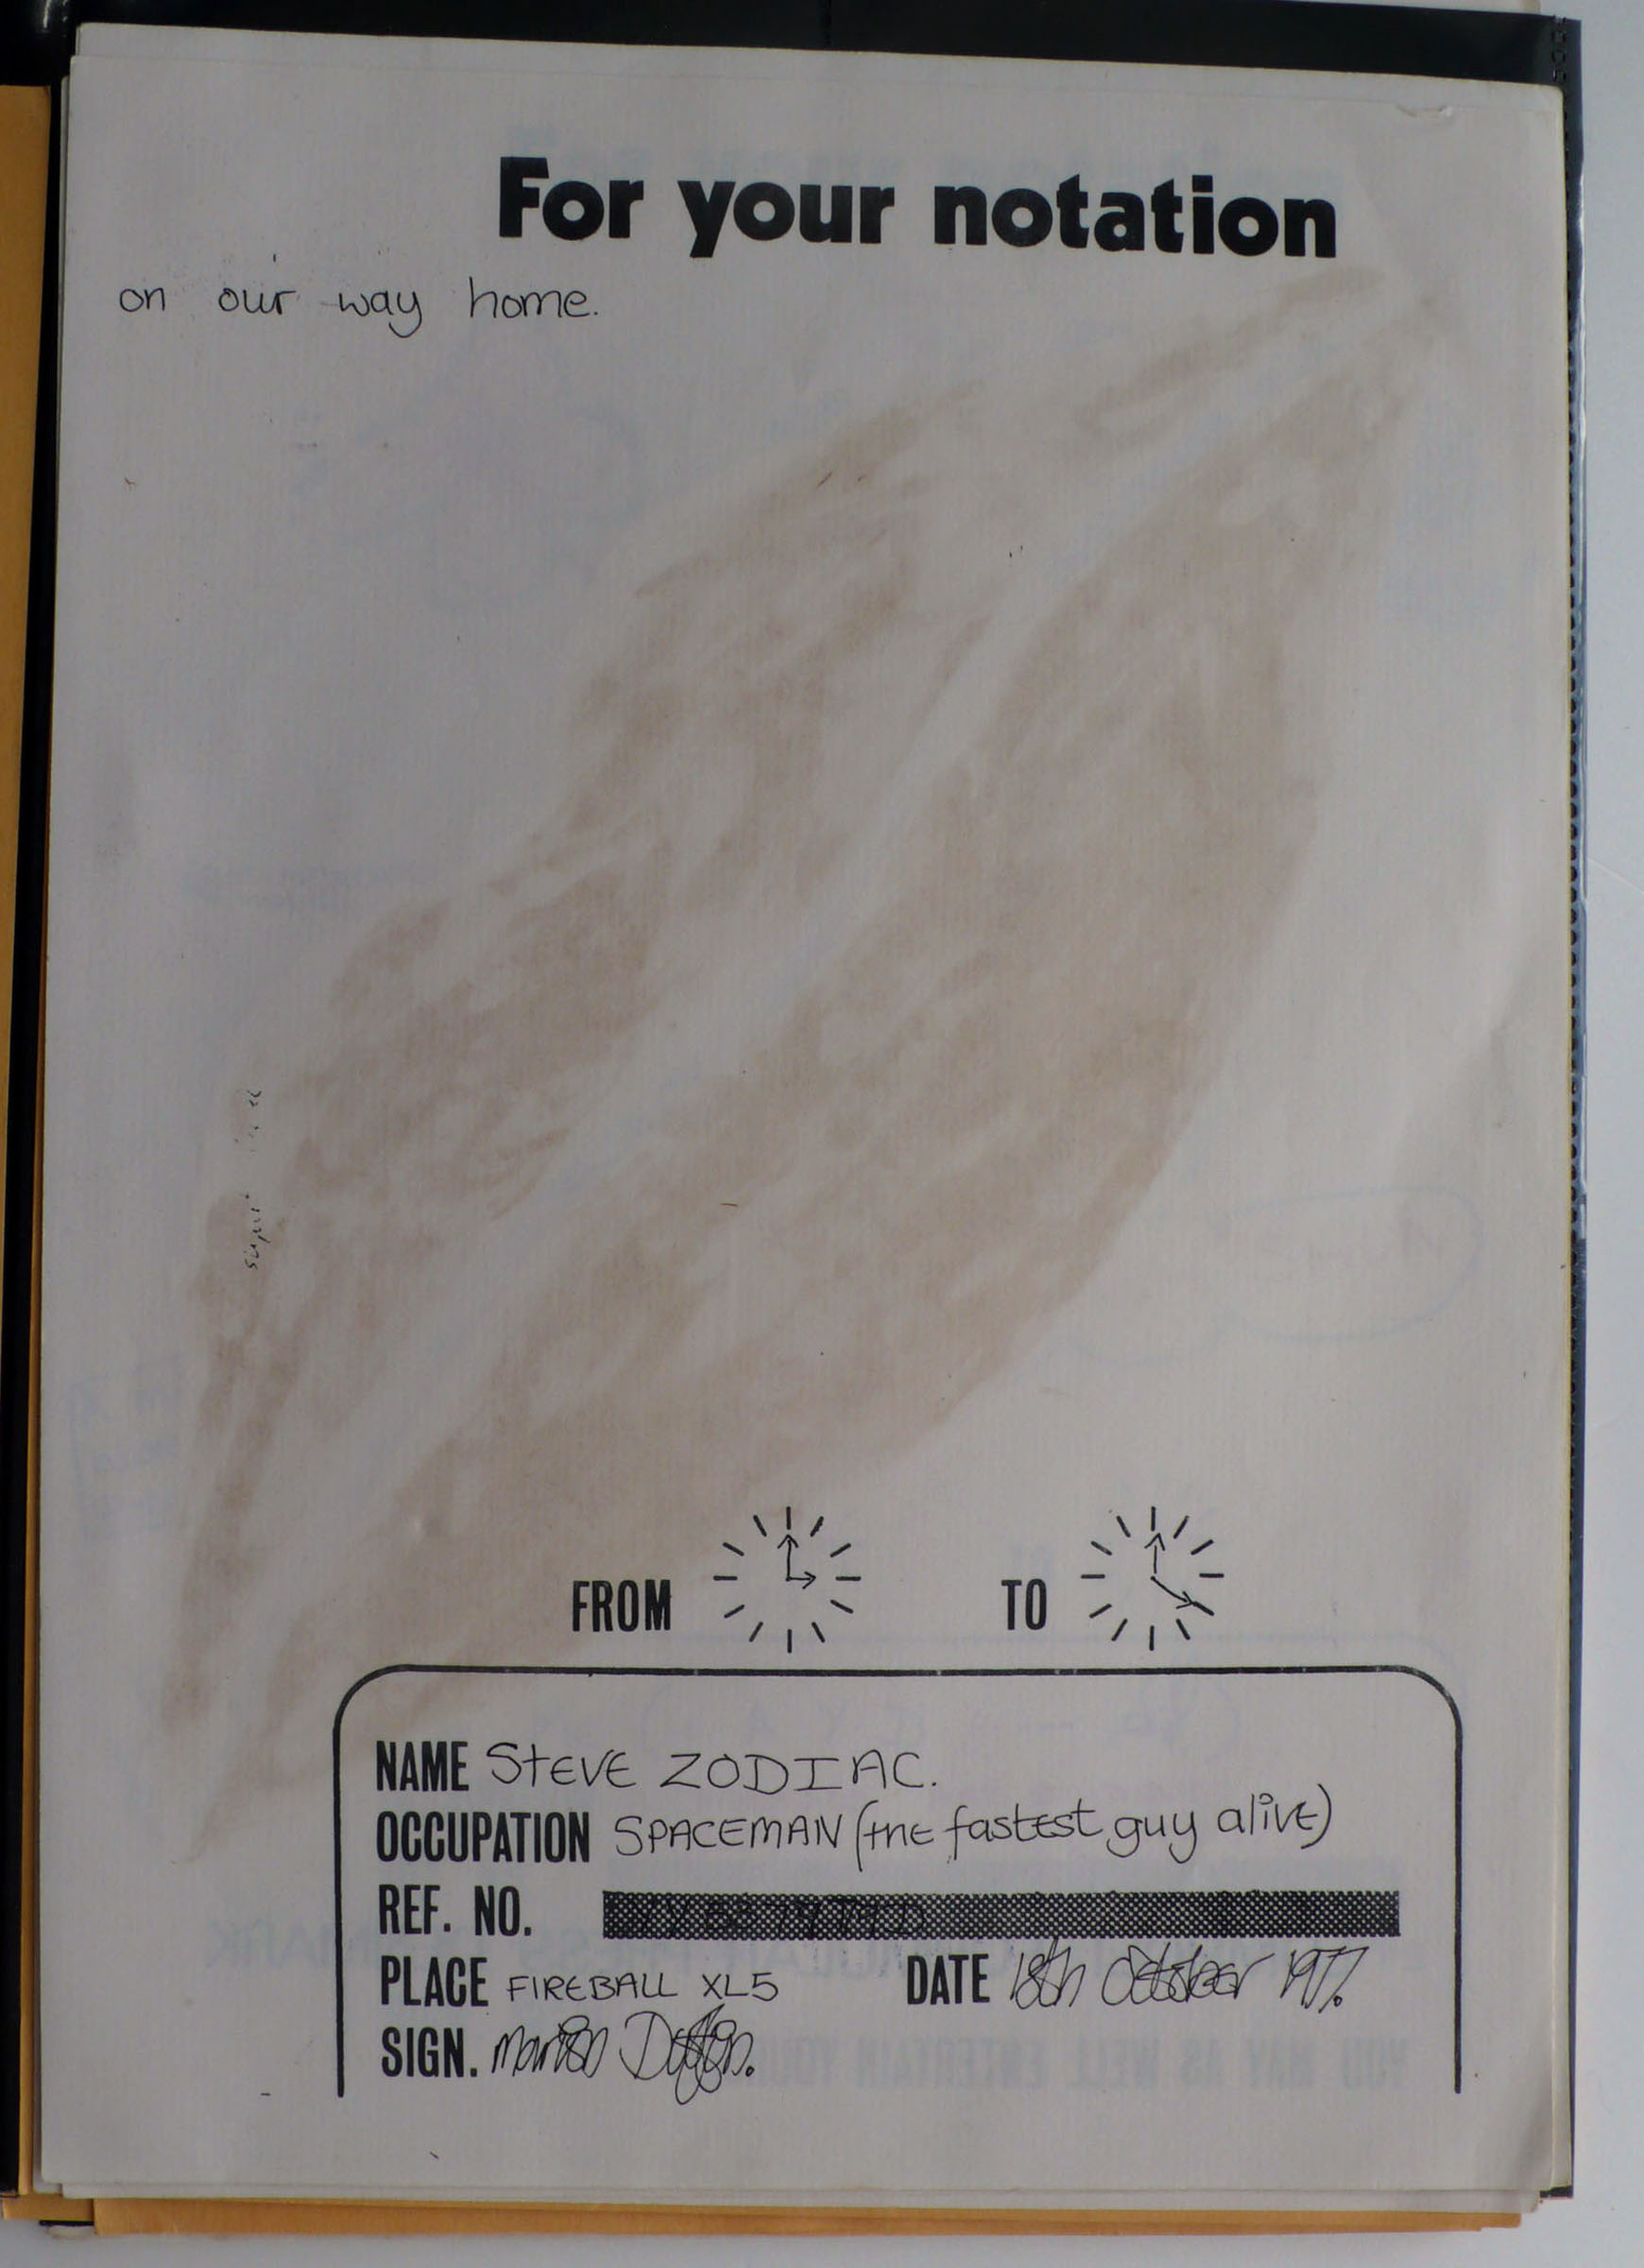 For your notation
on our way home.
FROM TO
NAME StEVE ZODIAC.
OCCUPATION SPACEMAN (thE fastEst guy alivE)
REF. NO.
PLACE FIREBALL XL5 DATE 18th October 1977.
SIGN.